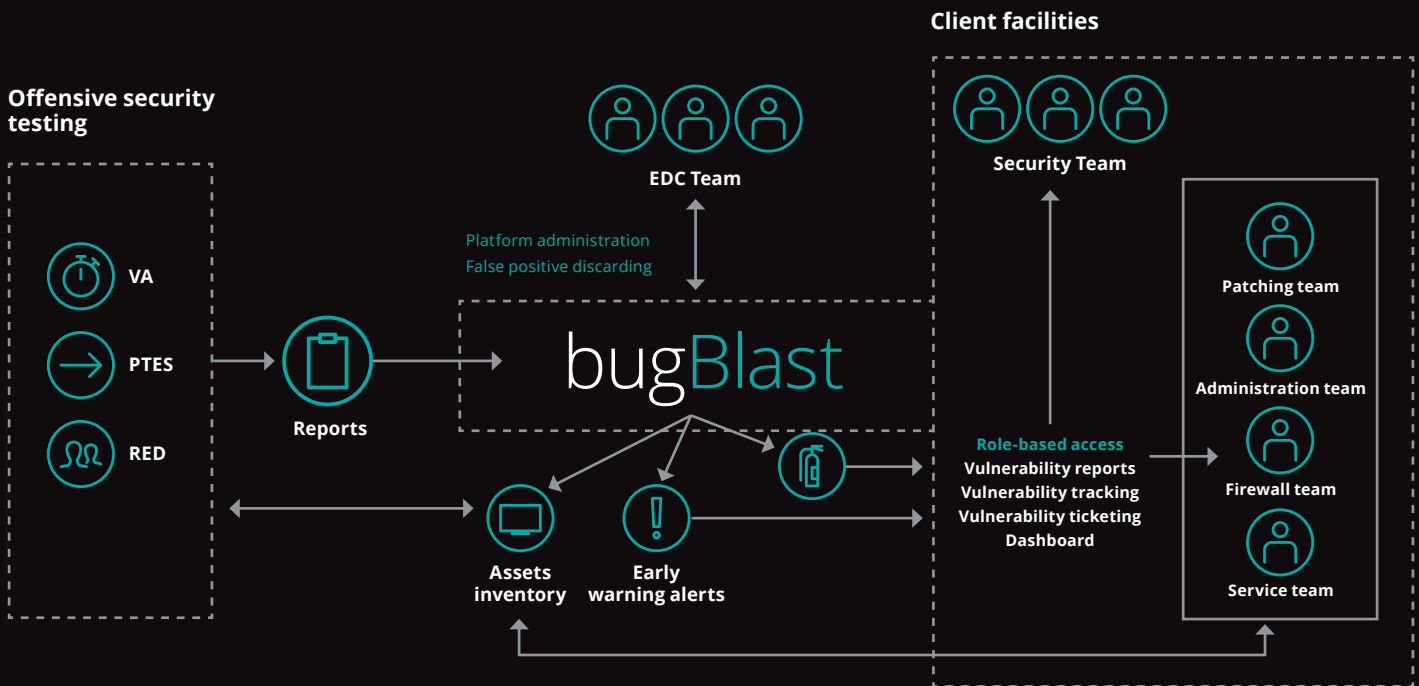 Client facilities
Offensive security
testing
Security Team
EDC Team
Platform administration
False positive discarding
VA
PTES
RED
Reports
bugBlast
Assets
inventory
Early
warning alerts
Role-based access
Vulnerability reports
Vulnerability tracking
Vulnerability ticketing
Dashboard
Patching team
Administration team
Firewall team
Service team